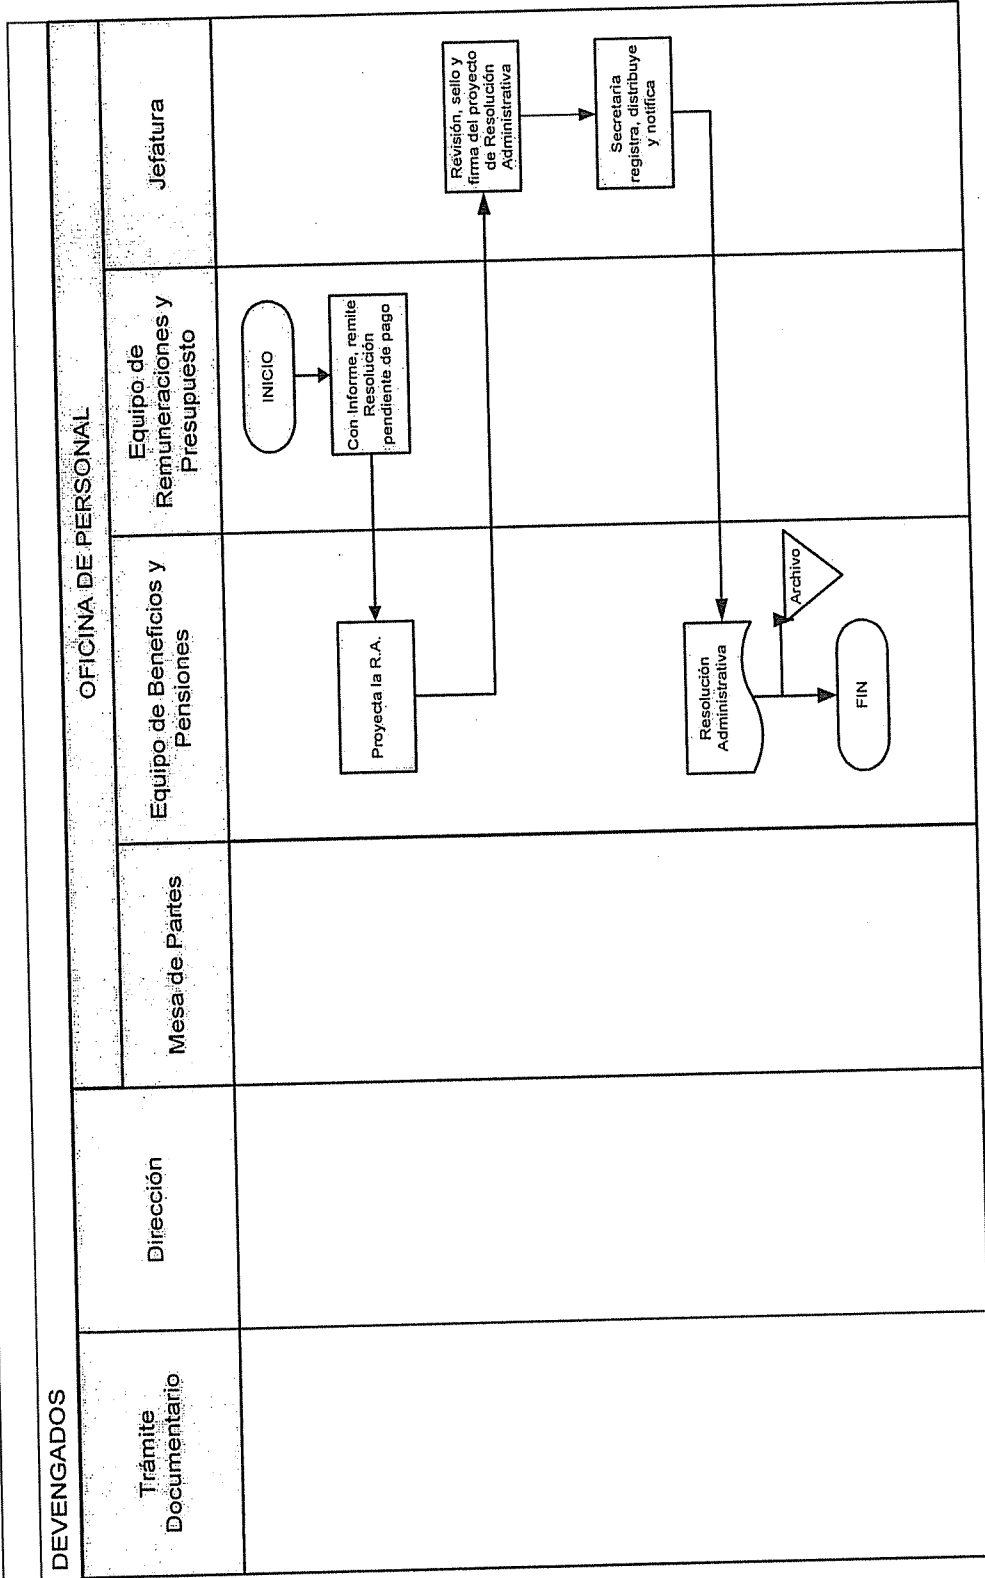 DEVENGADOS
OFICINA DE PERSONAL
Trámite
Documentario
Dirección
Mesa de Partes
Equipo de Beneficios y
Pensiones
Equipo de
Remuneraciones y
Presupuesto
Jefatura
INICIO
Con Informe, remite
Resolución
pendiente de pago
Proyecta la R.A.
Revisión, sello y
firma del proyecto
de Resolución
Administrativa
Secretaria
registra, distribuye
y notifica
Resolución
Administrativa
Archivo
FIN